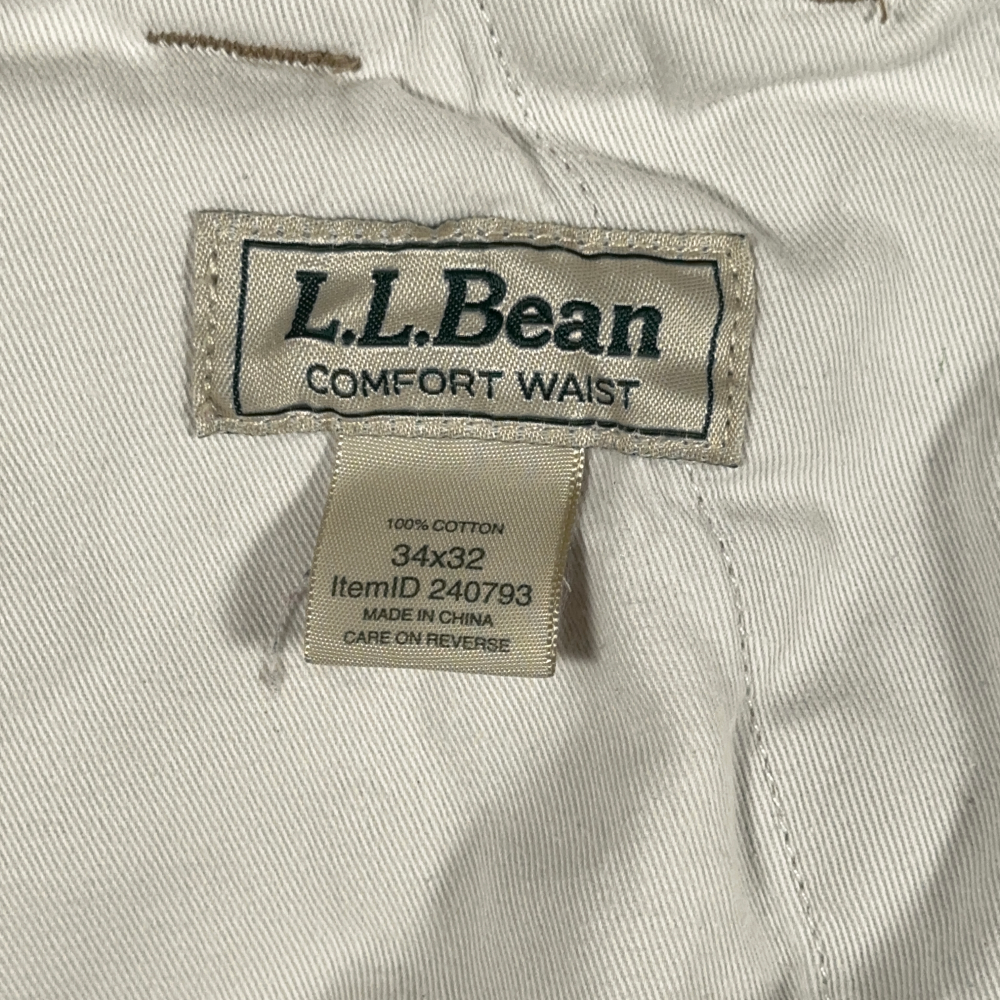 L.L.Bean
COMFORT WAIST
100% COTTON
34x32
ItemID 240793
MADE IN CHINA
CARE ON REVERSE